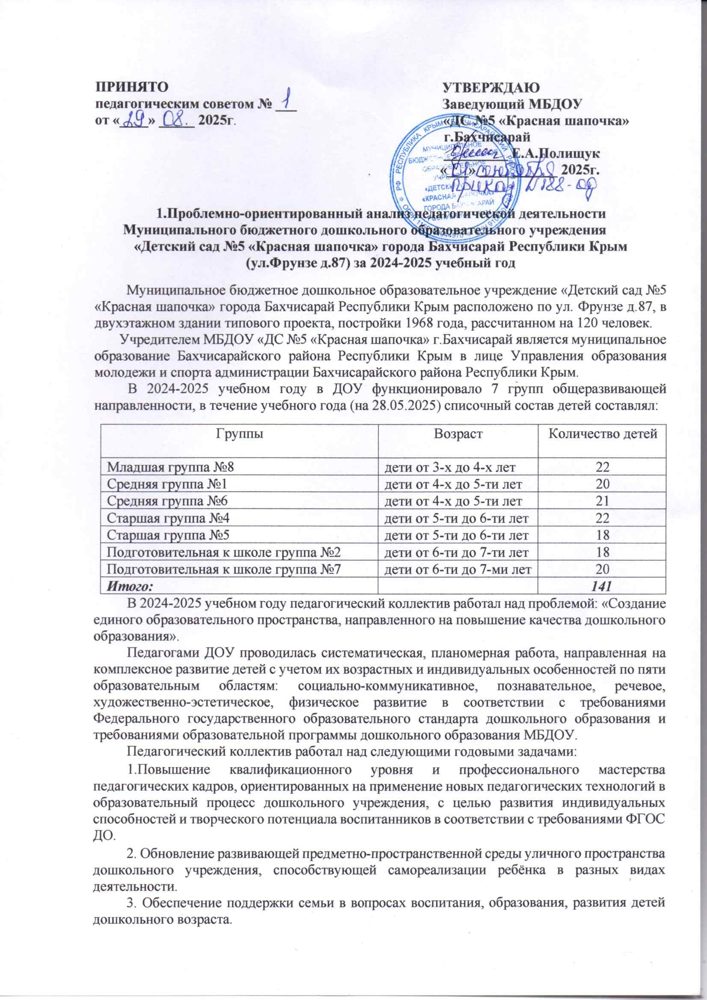 ПРИНЯТО
педагогическим советом № 1
от «29» 08. 2025г.
УТВЕРЖДАЮ
Заведующий МБДОУ
«ДС №5 «Красная шапочка»
г.Бахчисарай
Е.А.Полищук
«01» сентября 2025г.
приказ №188-од
РФ РЕСПУБЛИКА КРЫМ БАХЧИСАРАЙСКИЙ РАЙОН
МУНИЦИПАЛЬНОЕ
«КРАСНАЯ ШАПОЧКА»
ГОРОДА БАХЧИСАРАЙ
1.Проблемно-ориентированный анализ педагогической деятельности
Муниципального бюджетного дошкольного образовательного учреждения
«Детский сад №5 «Красная шапочка» города Бахчисарай Республики Крым
(ул.Фрунзе д.87) за 2024-2025 учебный год
Муниципальное бюджетное дошкольное образовательное учреждение «Детский сад №5
«Красная шапочка» города Бахчисарай Республики Крым расположено по ул. Фрунзе д.87, в
двухэтажном здании типового проекта, постройки 1968 года, рассчитанном на 120 человек.
Учредителем МБДОУ «ДС №5 «Красная шапочка» г.Бахчисарай является муниципальное
образование Бахчисарайского района Республики Крым в лице Управления образования
молодежи и спорта администрации Бахчисарайского района Республики Крым.
В 2024-2025 учебном году в ДОУ функционировало 7 групп общеразвивающей
направленности, в течение учебного года (на 28.05.2025) списочный состав детей составлял:
Группы Возраст Количество детей
Младшая группа №8 дети от 3-х до 4-х лет 22
Средняя группа №1 дети от 4-х до 5-ти лет 20
Средняя группа №6 дети от 4-х до 5-ти лет 21
Старшая группа №4 дети от 5-ти до 6-ти лет 22
Старшая группа №5 дети от 5-ти до 6-ти лет 18
Подготовительная к школе группа №2 дети от 6-ти до 7-ти лет 18
Подготовительная к школе группа №7 дети от 6-ти до 7-ми лет 20
Итого: 141
В 2024-2025 учебном году педагогический коллектив работал над проблемой: «Создание
единого образовательного пространства, направленного на повышение качества дошкольного
образования».
Педагогами ДОУ проводилась систематическая, планомерная работа, направленная на
комплексное развитие детей с учетом их возрастных и индивидуальных особенностей по пяти
образовательным областям: социально-коммуникативное, познавательное, речевое,
художественно-эстетическое, физическое развитие в соответствии с требованиями
Федерального государственного образовательного стандарта дошкольного образования и
требованиями образовательной программы дошкольного образования МБДОУ.
Педагогический коллектив работал над следующими годовыми задачами:
1.Повышение квалификационного уровня и профессионального мастерства
педагогических кадров, ориентированных на применение новых педагогических технологий в
образовательный процесс дошкольного учреждения, с целью развития индивидуальных
способностей и творческого потенциала воспитанников в соответствии с требованиями ФГОС
ДО.
2. Обновление развивающей предметно-пространственной среды уличного пространства
дошкольного учреждения, способствующей самореализации ребёнка в разных видах
деятельности.
3. Обеспечение поддержки семьи в вопросах воспитания, образования, развития детей
дошкольного возраста.